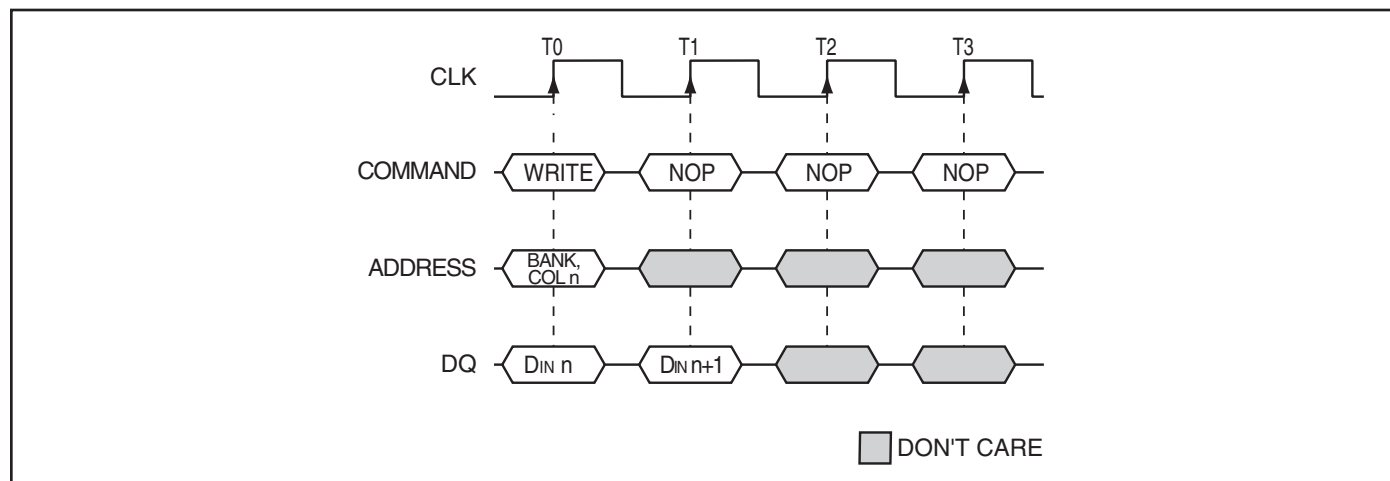 T0 T1 T2 T3
CLK
COMMAND WRITE NOP NOP NOP
ADDRESS BANK,
COL n
DQ DIN n DIN n+1
DON'T CARE